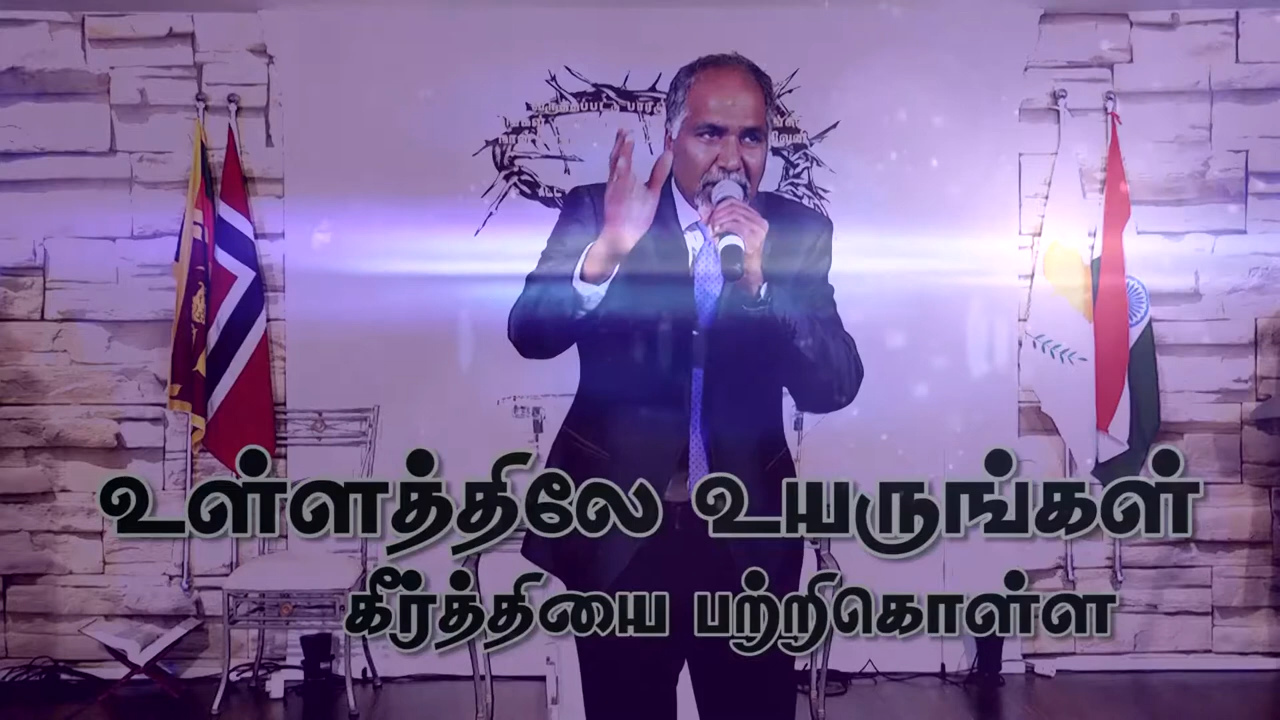 உள்ளத்திலே உயருங்கள்
கீர்த்தியை பற்றிகொள்ள